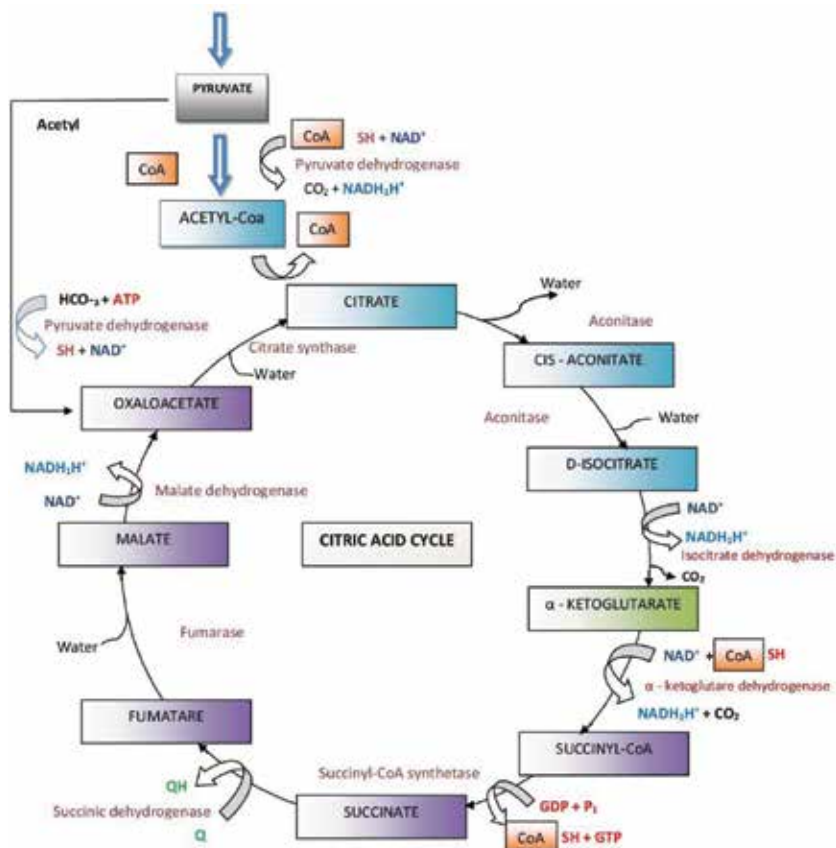 PYRUVATE
Acetyl
CoA SH + NAD⁺
Pyruvate dehydrogenase
CO₂ + NADH₂H⁺
CoA
ACETYL-Coa
CoA
CITRATE
Water
Aconitase
HCO-₃ + ATP
Pyruvate dehydrogenase
SH + NAD⁺
Citrate synthase
Water
CIS - ACONITATE
OXALOACETATE
Aconitase
Water
D-ISOCITRATE
NADH₂H⁺
NAD⁺
Malate dehydrogenase
NAD⁺
NADH₂H⁺
Isocitrate dehydrogenase
CO₂
MALATE
CITRIC ACID CYCLE
α - KETOGLUTARATE
Water
Fumarase
NAD⁺ + CoA SH
α - ketoglutare dehydrogenase
NADH₂H⁺ + CO₂
FUMATARE
SUCCINYL-CoA
Succinyl-CoA synthetase
QH
Succinic dehydrogenase
Q
SUCCINATE
GDP + P₁
CoA SH + GTP